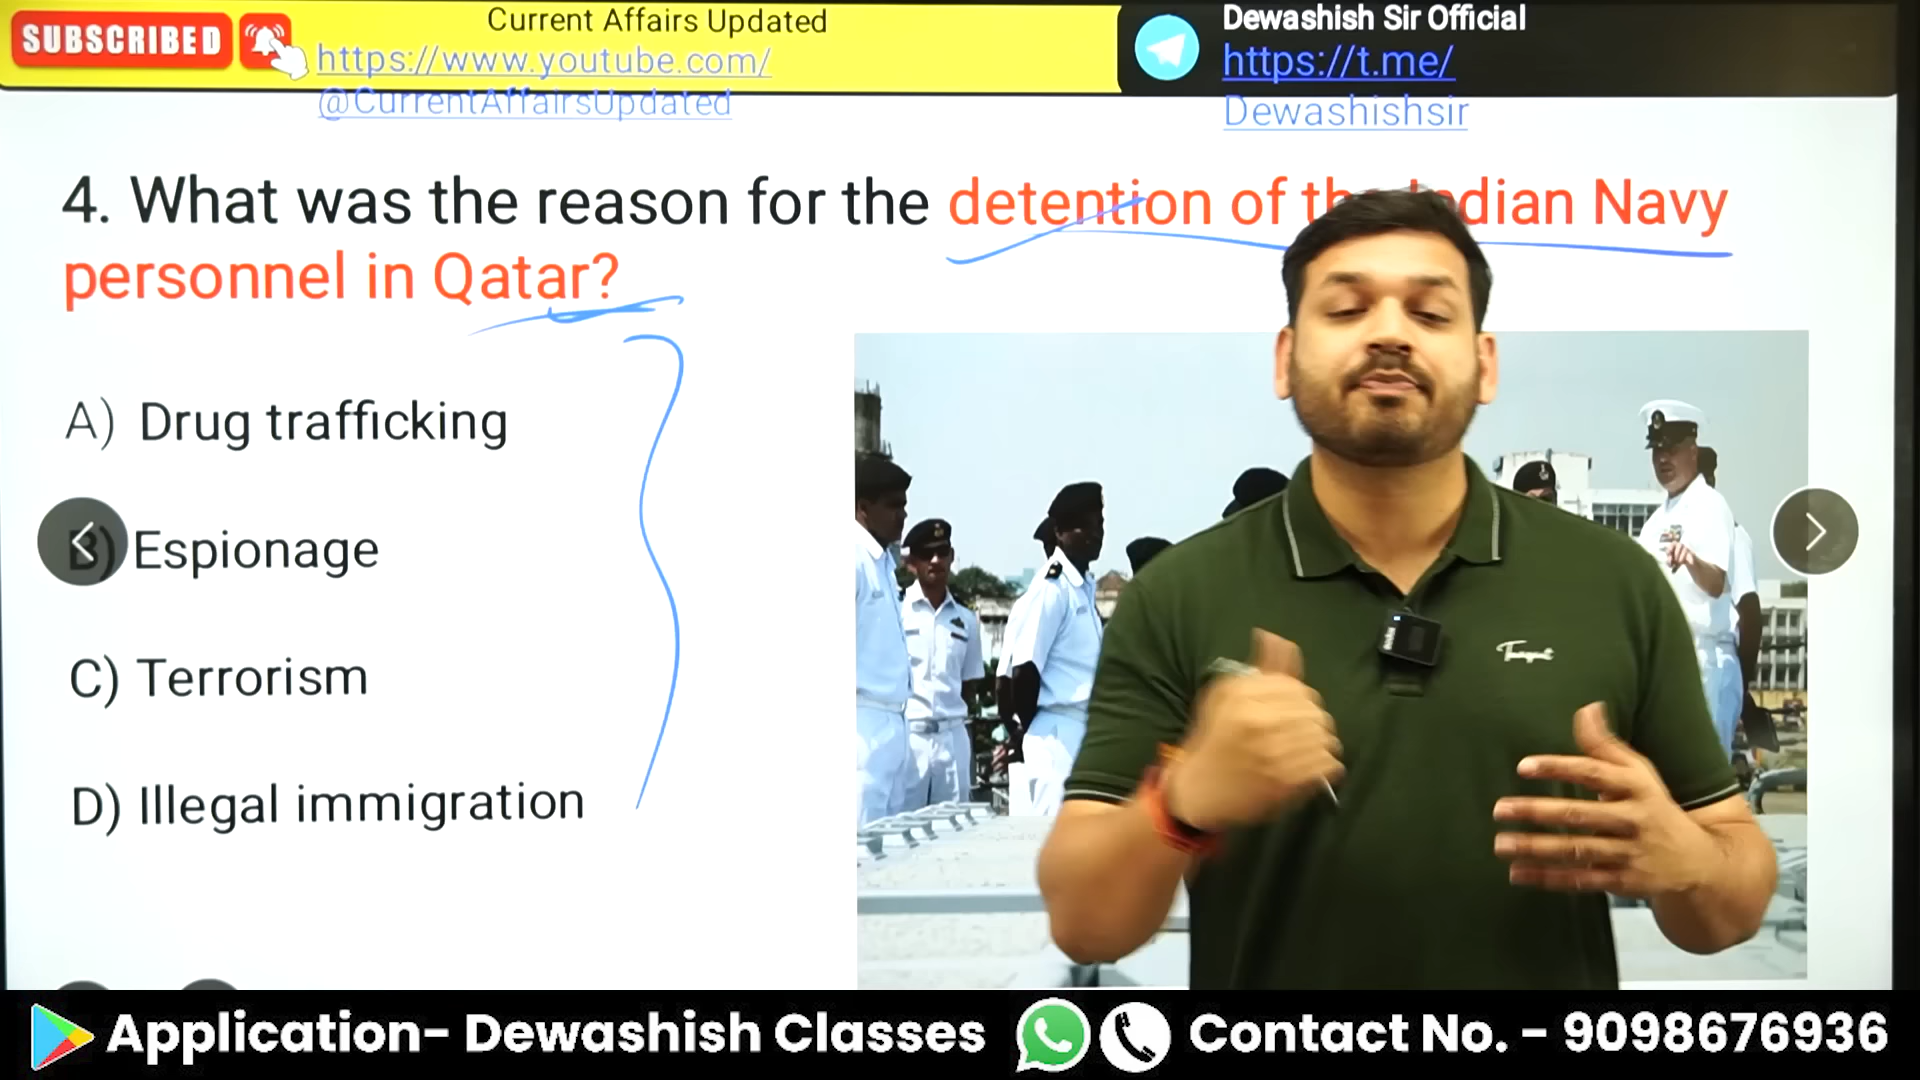 SUBSCRIBED
Current Affairs Updated
https://www.youtube.com/
@CurrentAffairsUpdated
Dewashish Sir Official
https://t.me/
Dewashishsir
4. What was the reason for the detention of the Indian Navy
personnel in Qatar?
A) Drug trafficking
B) Espionage
C) Terrorism
D) Illegal immigration
Application- Dewashish Classes
Contact No. - 9098676936